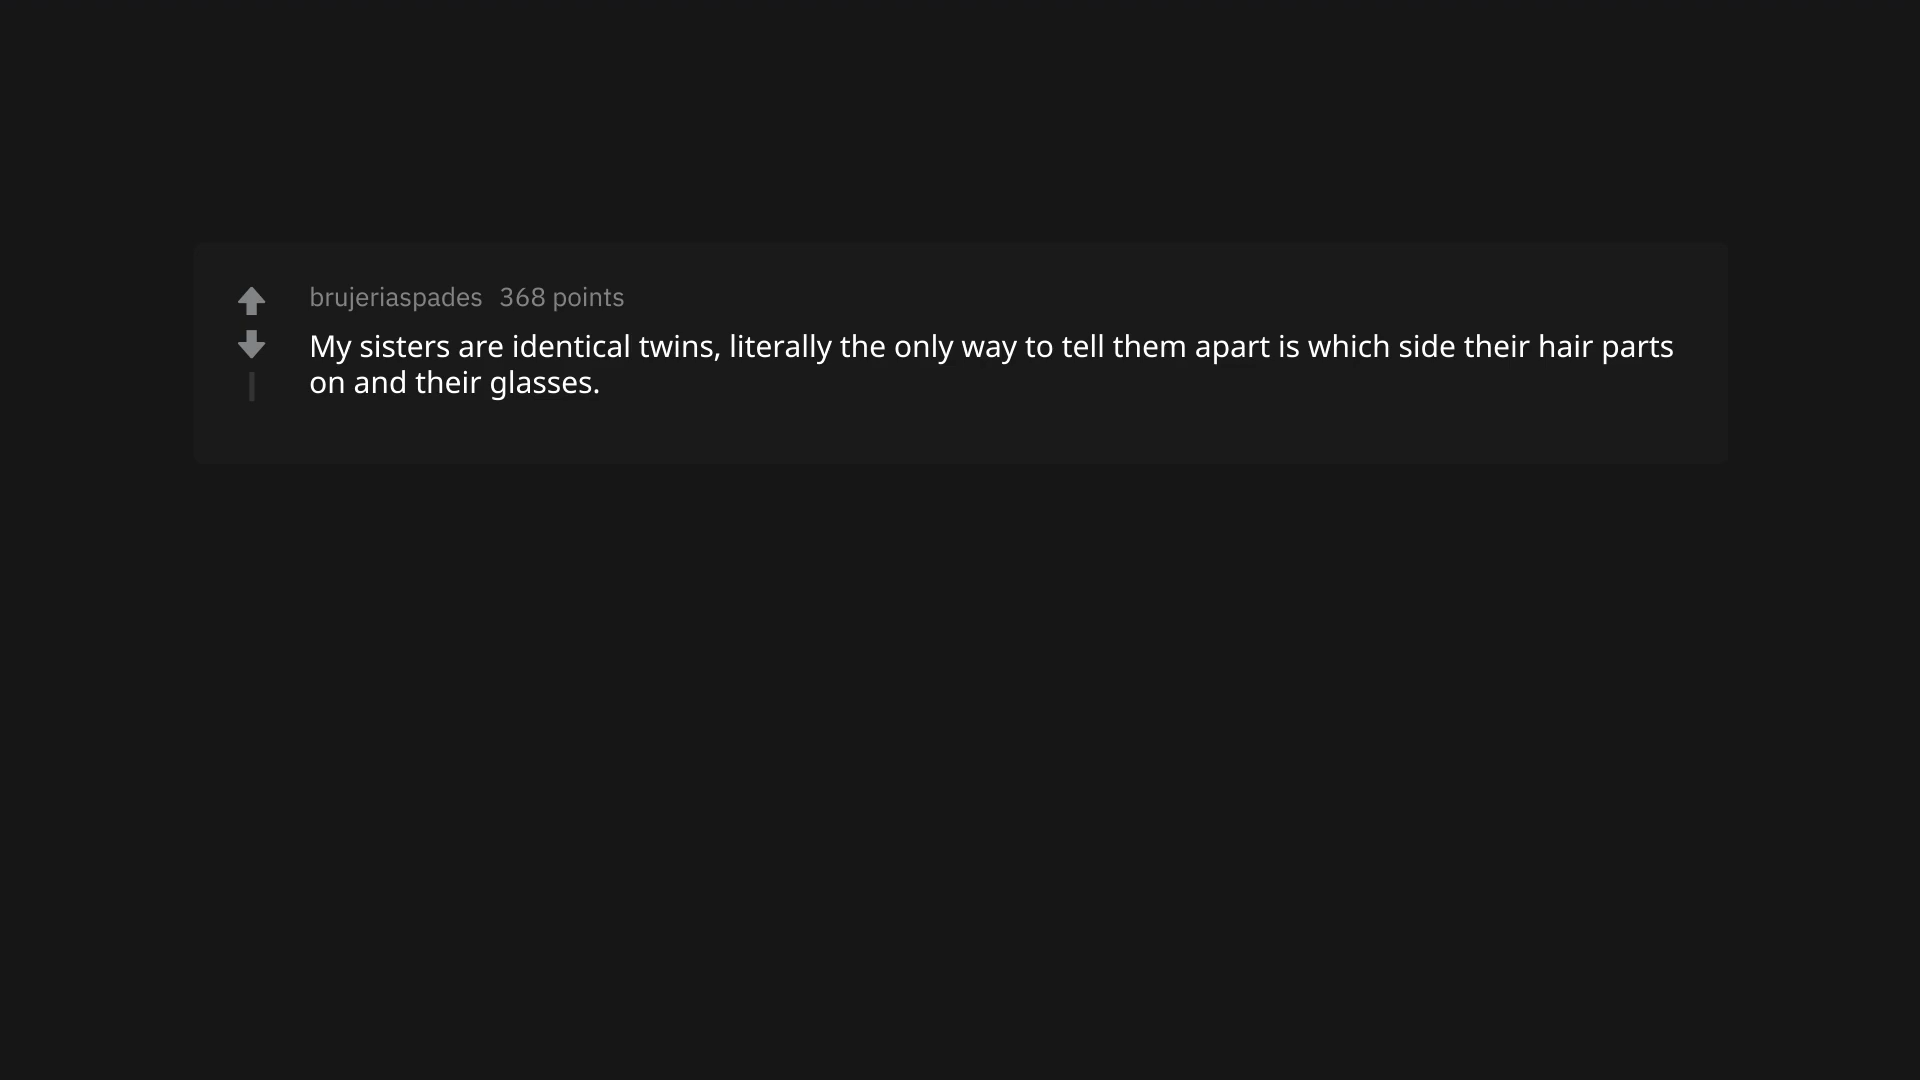 brujeriaspades 368 points
My sisters are identical twins, literally the only way to tell them apart is which side their hair parts
on and their glasses.